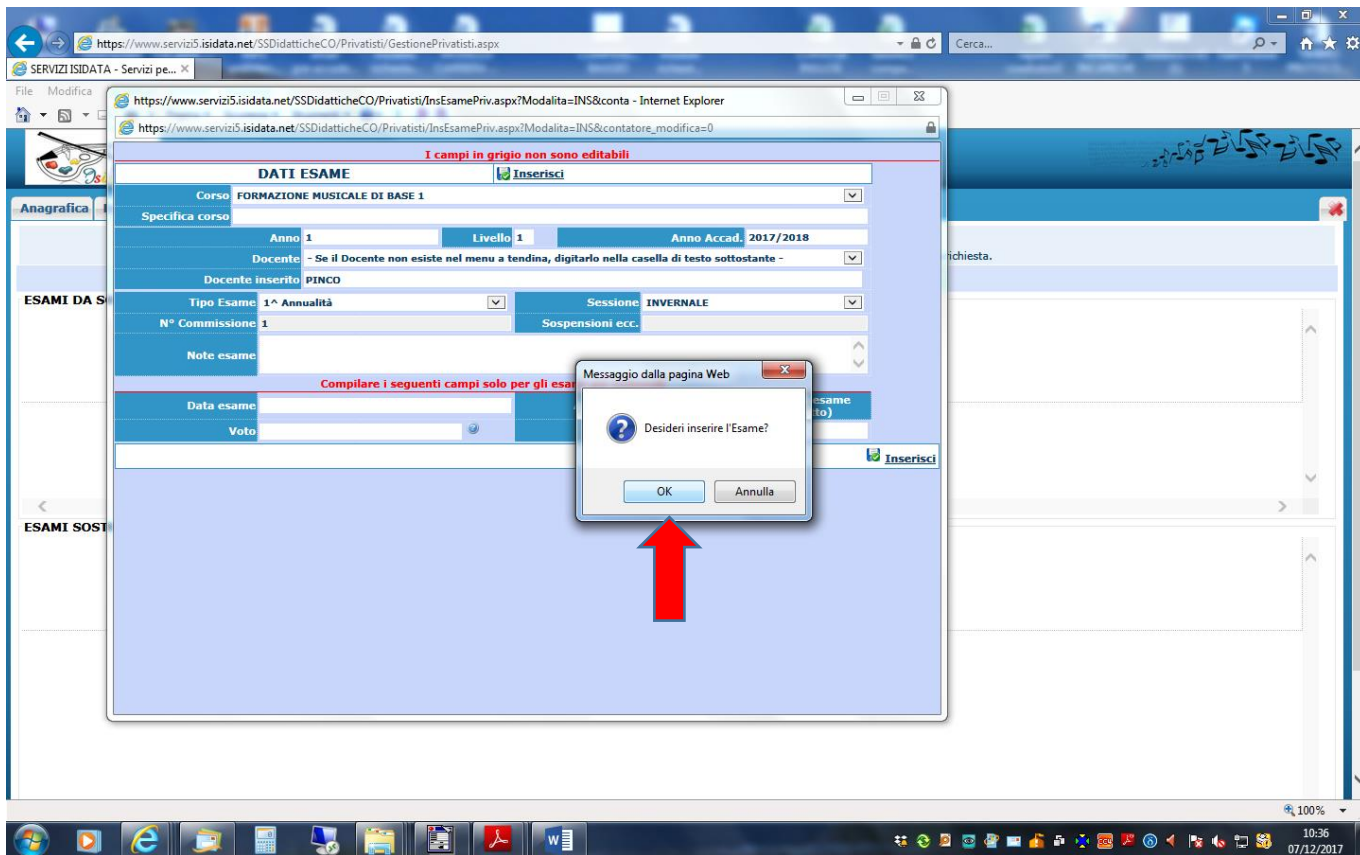 https://www.servizi5.isidata.net/SSDidatticheCO/Privatisti/GestionePrivatisti.aspx
Cerca...
SERVIZI ISIDATA - Servizi pe...
File Modifica
https://www.servizi5.isidata.net/SSDidatticheCO/Privatisti/InsEsamePriv.aspx?Modalita=INS&conta - Internet Explorer
https://www.servizi5.isidata.net/SSDidatticheCO/Privatisti/InsEsamePriv.aspx?Modalita=INS&contatore_modifica=0
I campi in grigio non sono editabili
DATI ESAME Inserisci
Corso FORMAZIONE MUSICALE DI BASE 1
Anagrafica
Specifica corso
Anno 1 Livello 1 Anno Accad. 2017/2018
Docente - Se il Docente non esiste nel menu a tendina, digitarlo nella casella di testo sottostante -
richiesta.
Docente inserito PINCO
ESAMI DA S
Tipo Esame 1^ Annualità Sessione INVERNALE
N° Commissione 1 Sospensioni ecc.
Note esame
Messaggio dalla pagina Web
Compilare i seguenti campi solo per gli esam
Data esame
esame
to)
Voto
Desideri inserire l'Esame?
Inserisci
OK Annulla
ESAMI SOST
100%
10:36
07/12/2017